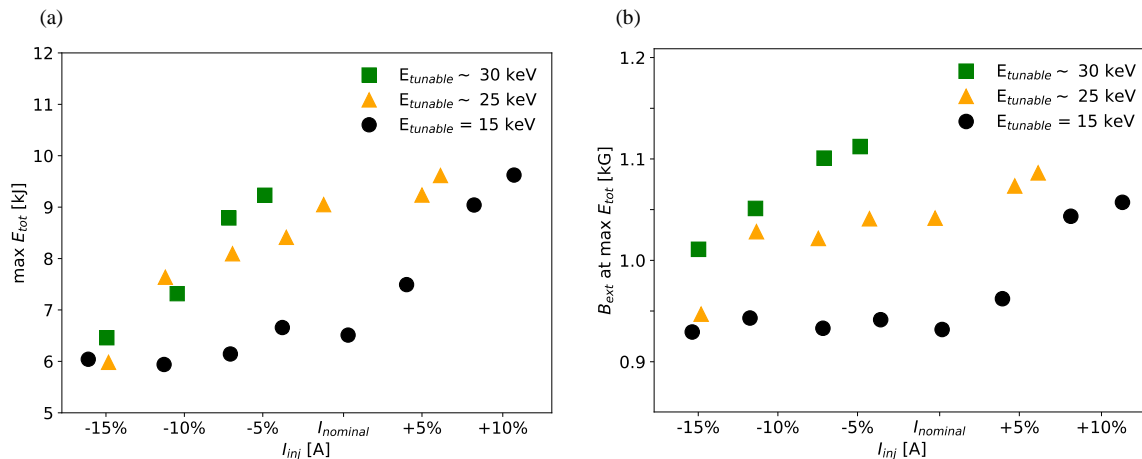 (a)
12
11
10
9
8
7
6
5
max E_tot [kJ]
E_tunable ~ 30 keV
E_tunable ~ 25 keV
E_tunable = 15 keV
-15% -10% -5% I_nominal +5% +10%
I_inj [A]
(b)
1.2
1.1
1.0
0.9
B_ext at max E_tot [kG]
E_tunable ~ 30 keV
E_tunable ~ 25 keV
E_tunable = 15 keV
-15% -10% -5% I_nominal +5% +10%
I_inj [A]